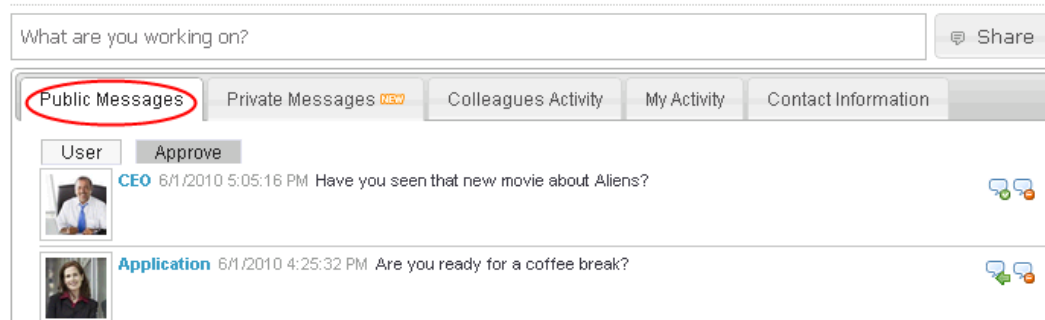 What are you working on?
Share
Public Messages Private Messages NEW Colleagues Activity My Activity Contact Information
User Approve
CEO 6/1/2010 5:05:16 PM Have you seen that new movie about Aliens?
Application 6/1/2010 4:25:32 PM Are you ready for a coffee break?